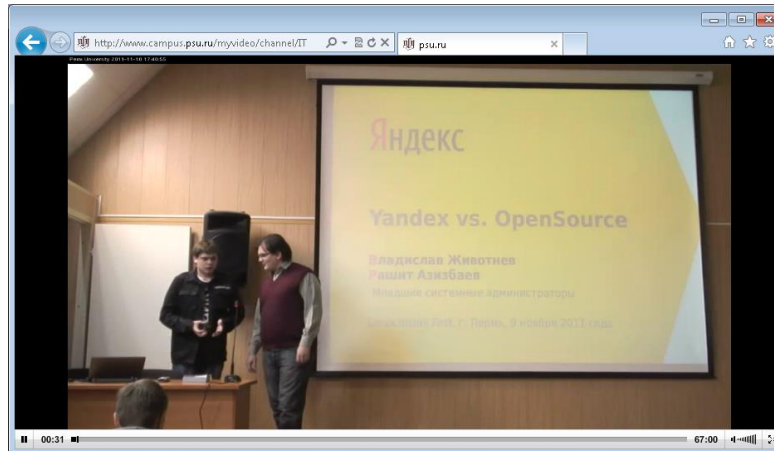 http://www.campus.psu.ru/myvideo/channel/IT
psu.ru
Яндекс
Yandex vs. OpenSource
Владислав Животнев
Рашит Азизбаев
системные администраторы
г. Пермь, 9 ноября 2011 года
00:31
67:00